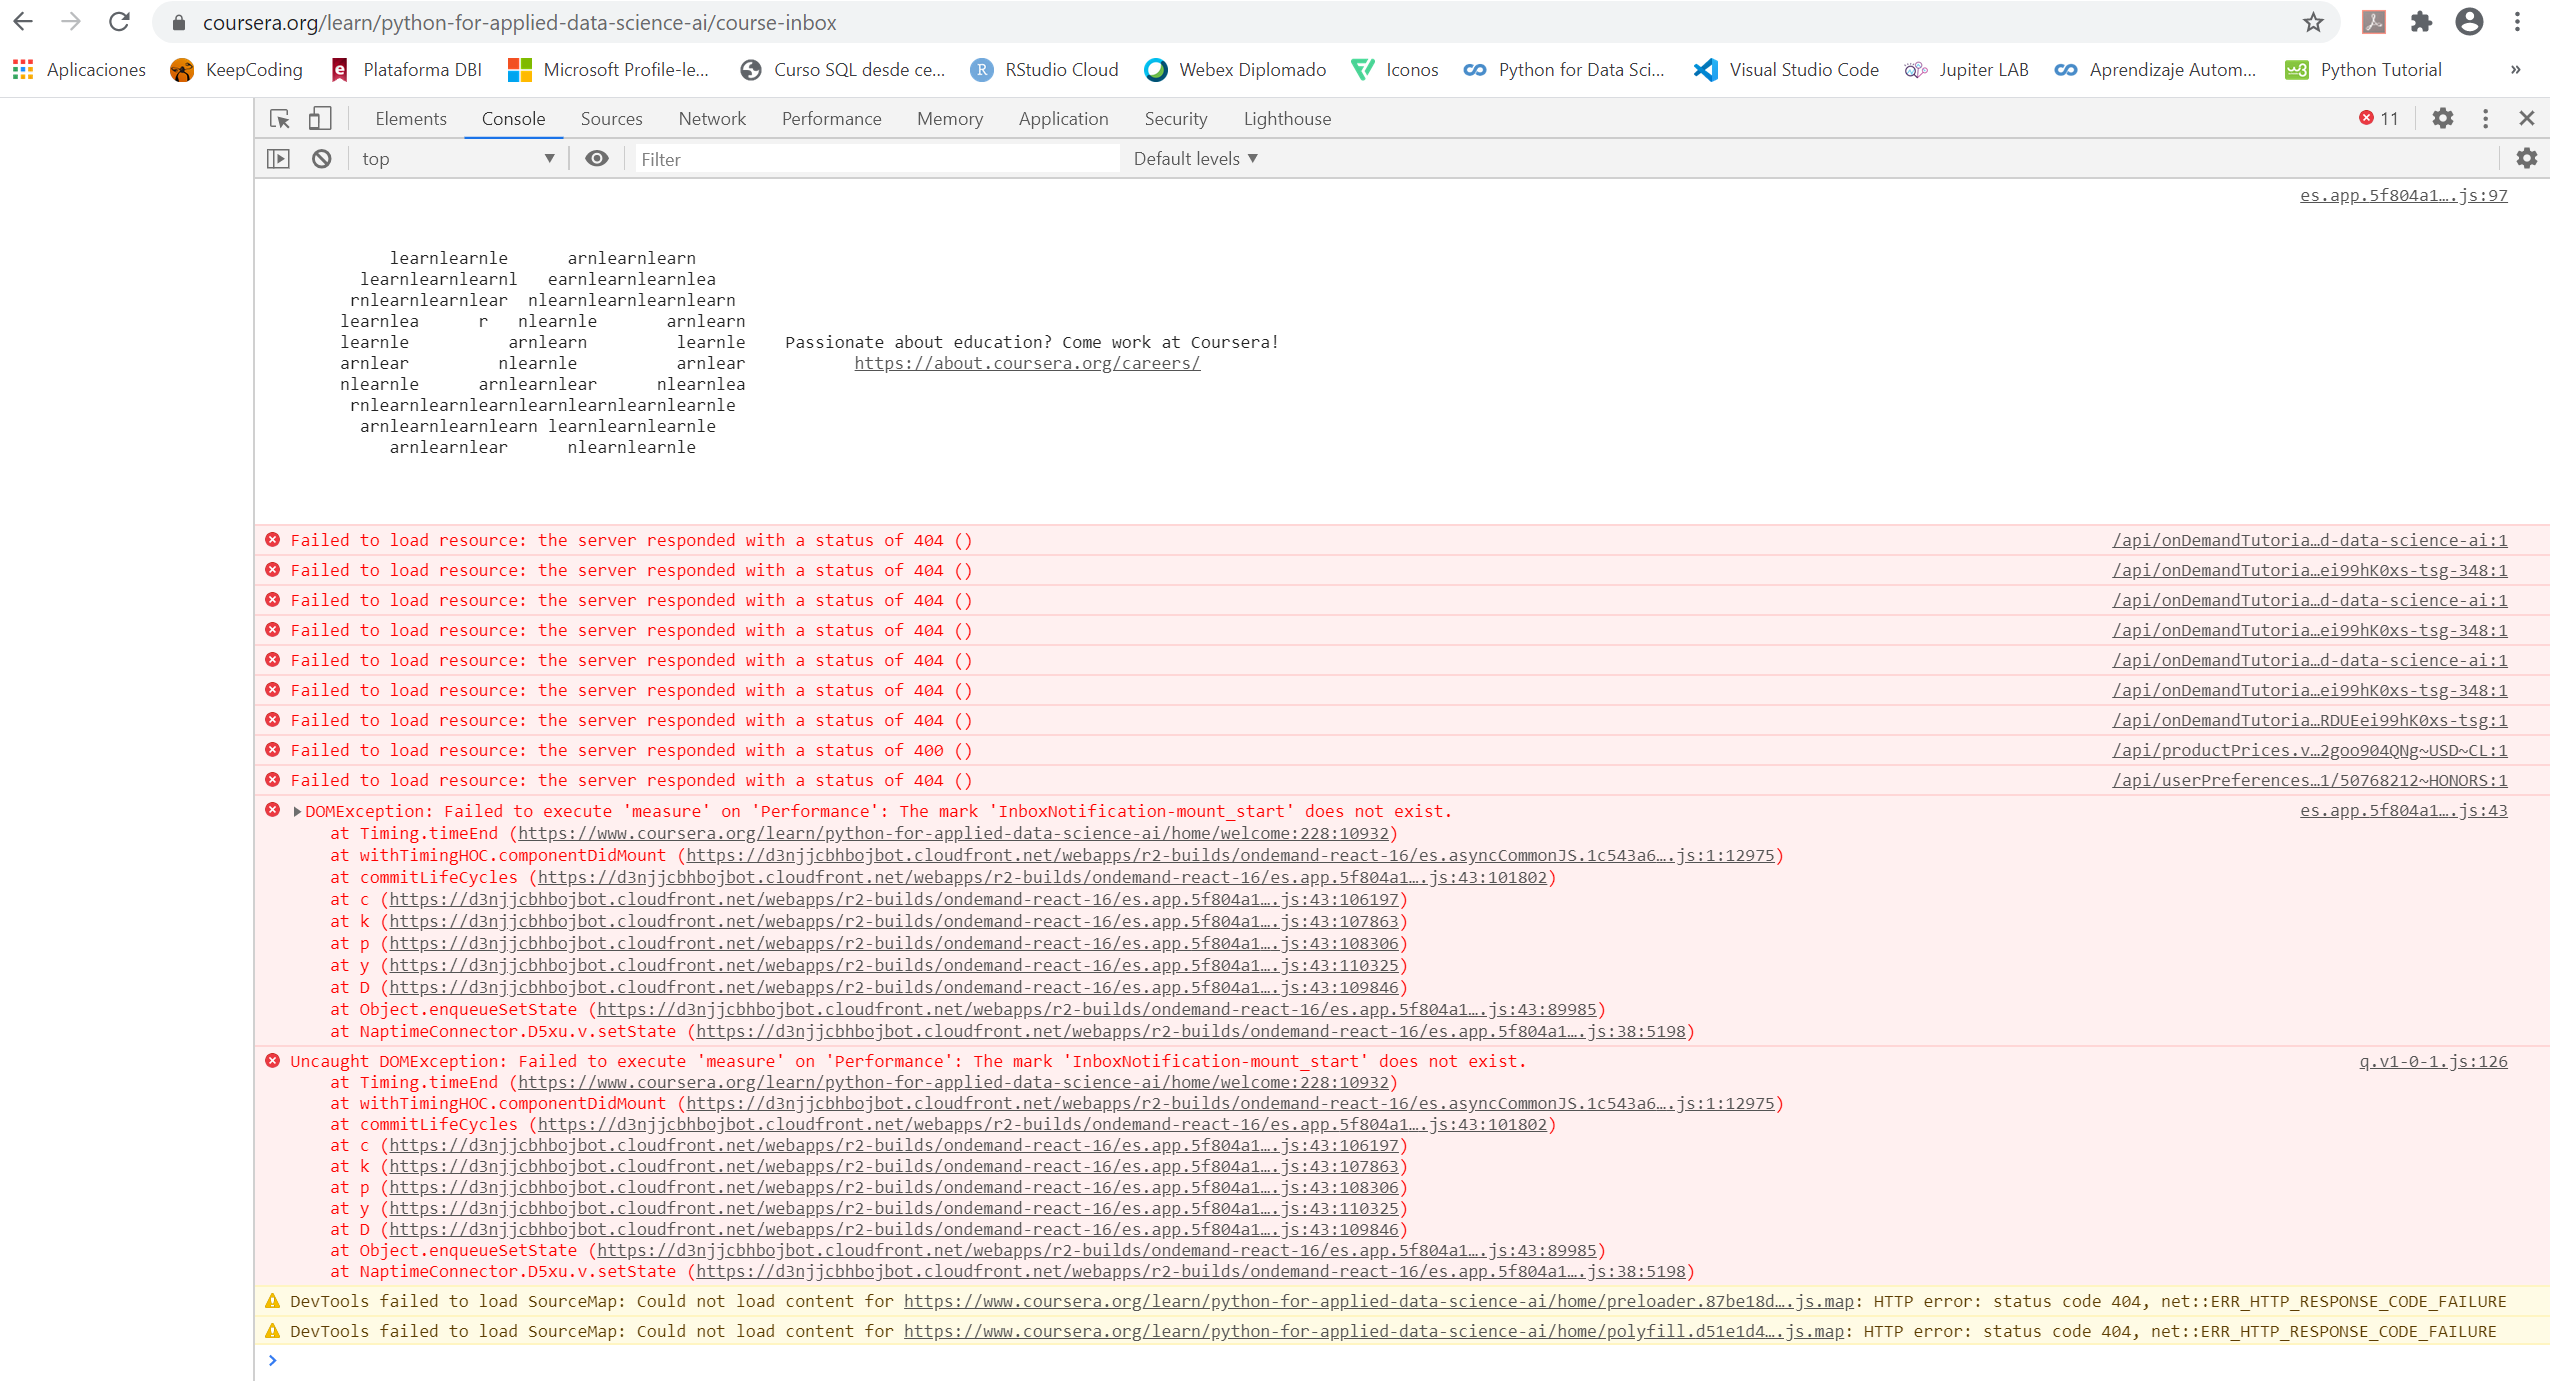 coursera.org/learn/python-for-applied-data-science-ai/course-inbox
Aplicaciones KeepCoding Plataforma DBI Microsoft Profile-le... Curso SQL desde ce... RStudio Cloud Webex Diplomado Iconos Python for Data Sci... Visual Studio Code Jupiter LAB Aprendizaje Autom... Python Tutorial »
Elements Console Sources Network Performance Memory Application Security Lighthouse 11
top Filter Default levels
es.app.5f804a1….js:97
learnlearnle arnlearnlearn
learnlearnlearnl earnlearnlearnlea
rnlearnlearnlear nlearnlearnlearnlearn
learnlea r nlearnle arnlearn
learnle arnlearn learnle Passionate about education? Come work at Coursera!
arnlear nlearnle arnlear https://about.coursera.org/careers/
nlearnle arnlearnlear nlearnlea
rnlearnlearnlearnlearnlearnlearnlearnle
arnlearnlearnlearn learnlearnlearnle
arnlearnlear nlearnlearnle
Failed to load resource: the server responded with a status of 404 () /api/onDemandTutoria…d-data-science-ai:1
Failed to load resource: the server responded with a status of 404 () /api/onDemandTutoria…ei99hK0xs-tsg-348:1
Failed to load resource: the server responded with a status of 404 () /api/onDemandTutoria…d-data-science-ai:1
Failed to load resource: the server responded with a status of 404 () /api/onDemandTutoria…ei99hK0xs-tsg-348:1
Failed to load resource: the server responded with a status of 404 () /api/onDemandTutoria…d-data-science-ai:1
Failed to load resource: the server responded with a status of 404 () /api/onDemandTutoria…ei99hK0xs-tsg-348:1
Failed to load resource: the server responded with a status of 404 () /api/onDemandTutoria…RDUEei99hK0xs-tsg:1
Failed to load resource: the server responded with a status of 400 () /api/productPrices.v…2goo904QNg~USD~CL:1
Failed to load resource: the server responded with a status of 404 () /api/userPreferences…1/50768212~HONORS:1
DOMException: Failed to execute 'measure' on 'Performance': The mark 'InboxNotification-mount_start' does not exist. es.app.5f804a1….js:43
at Timing.timeEnd (https://www.coursera.org/learn/python-for-applied-data-science-ai/home/welcome:228:10932)
at withTimingHOC.componentDidMount (https://d3njjcbhbojbot.cloudfront.net/webapps/r2-builds/ondemand-react-16/es.asyncCommonJS.1c543a6….js:1:12975)
at commitLifeCycles (https://d3njjcbhbojbot.cloudfront.net/webapps/r2-builds/ondemand-react-16/es.app.5f804a1….js:43:101802)
at c (https://d3njjcbhbojbot.cloudfront.net/webapps/r2-builds/ondemand-react-16/es.app.5f804a1….js:43:106197)
at k (https://d3njjcbhbojbot.cloudfront.net/webapps/r2-builds/ondemand-react-16/es.app.5f804a1….js:43:107863)
at p (https://d3njjcbhbojbot.cloudfront.net/webapps/r2-builds/ondemand-react-16/es.app.5f804a1….js:43:108306)
at y (https://d3njjcbhbojbot.cloudfront.net/webapps/r2-builds/ondemand-react-16/es.app.5f804a1….js:43:110325)
at D (https://d3njjcbhbojbot.cloudfront.net/webapps/r2-builds/ondemand-react-16/es.app.5f804a1….js:43:109846)
at Object.enqueueSetState (https://d3njjcbhbojbot.cloudfront.net/webapps/r2-builds/ondemand-react-16/es.app.5f804a1….js:43:89985)
at NaptimeConnector.D5xu.v.setState (https://d3njjcbhbojbot.cloudfront.net/webapps/r2-builds/ondemand-react-16/es.app.5f804a1….js:38:5198)
Uncaught DOMException: Failed to execute 'measure' on 'Performance': The mark 'InboxNotification-mount_start' does not exist. q.v1-0-1.js:126
at Timing.timeEnd (https://www.coursera.org/learn/python-for-applied-data-science-ai/home/welcome:228:10932)
at withTimingHOC.componentDidMount (https://d3njjcbhbojbot.cloudfront.net/webapps/r2-builds/ondemand-react-16/es.asyncCommonJS.1c543a6….js:1:12975)
at commitLifeCycles (https://d3njjcbhbojbot.cloudfront.net/webapps/r2-builds/ondemand-react-16/es.app.5f804a1….js:43:101802)
at c (https://d3njjcbhbojbot.cloudfront.net/webapps/r2-builds/ondemand-react-16/es.app.5f804a1….js:43:106197)
at k (https://d3njjcbhbojbot.cloudfront.net/webapps/r2-builds/ondemand-react-16/es.app.5f804a1….js:43:107863)
at p (https://d3njjcbhbojbot.cloudfront.net/webapps/r2-builds/ondemand-react-16/es.app.5f804a1….js:43:108306)
at y (https://d3njjcbhbojbot.cloudfront.net/webapps/r2-builds/ondemand-react-16/es.app.5f804a1….js:43:110325)
at D (https://d3njjcbhbojbot.cloudfront.net/webapps/r2-builds/ondemand-react-16/es.app.5f804a1….js:43:109846)
at Object.enqueueSetState (https://d3njjcbhbojbot.cloudfront.net/webapps/r2-builds/ondemand-react-16/es.app.5f804a1….js:43:89985)
at NaptimeConnector.D5xu.v.setState (https://d3njjcbhbojbot.cloudfront.net/webapps/r2-builds/ondemand-react-16/es.app.5f804a1….js:38:5198)
DevTools failed to load SourceMap: Could not load content for https://www.coursera.org/learn/python-for-applied-data-science-ai/home/preloader.87be18d….js.map: HTTP error: status code 404, net::ERR_HTTP_RESPONSE_CODE_FAILURE
DevTools failed to load SourceMap: Could not load content for https://www.coursera.org/learn/python-for-applied-data-science-ai/home/polyfill.d51e1d4….js.map: HTTP error: status code 404, net::ERR_HTTP_RESPONSE_CODE_FAILURE